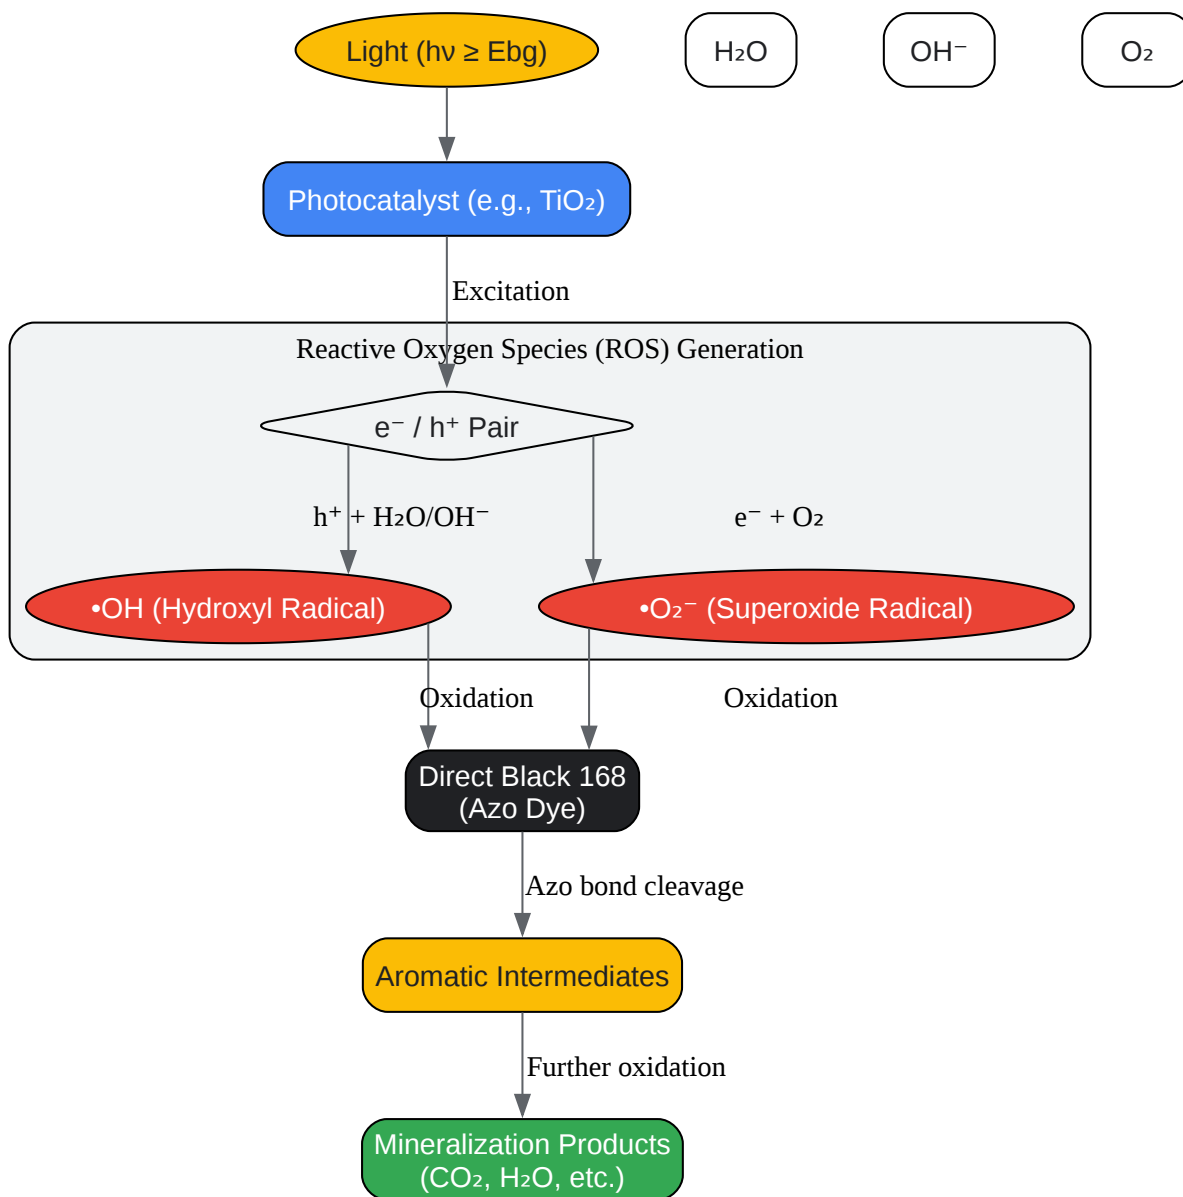 Light (hν ≥ Ebg)
H₂O
OH⁻
O₂
Photocatalyst (e.g., TiO₂)
Excitation
Reactive Oxygen Species (ROS) Generation
e⁻ / h⁺ Pair
h⁺ + H₂O/OH⁻
e⁻ + O₂
•OH (Hydroxyl Radical)
•O₂⁻ (Superoxide Radical)
Oxidation
Oxidation
Direct Black 168
(Azo Dye)
Azo bond cleavage
Aromatic Intermediates
Further oxidation
Mineralization Products
(CO₂, H₂O, etc.)